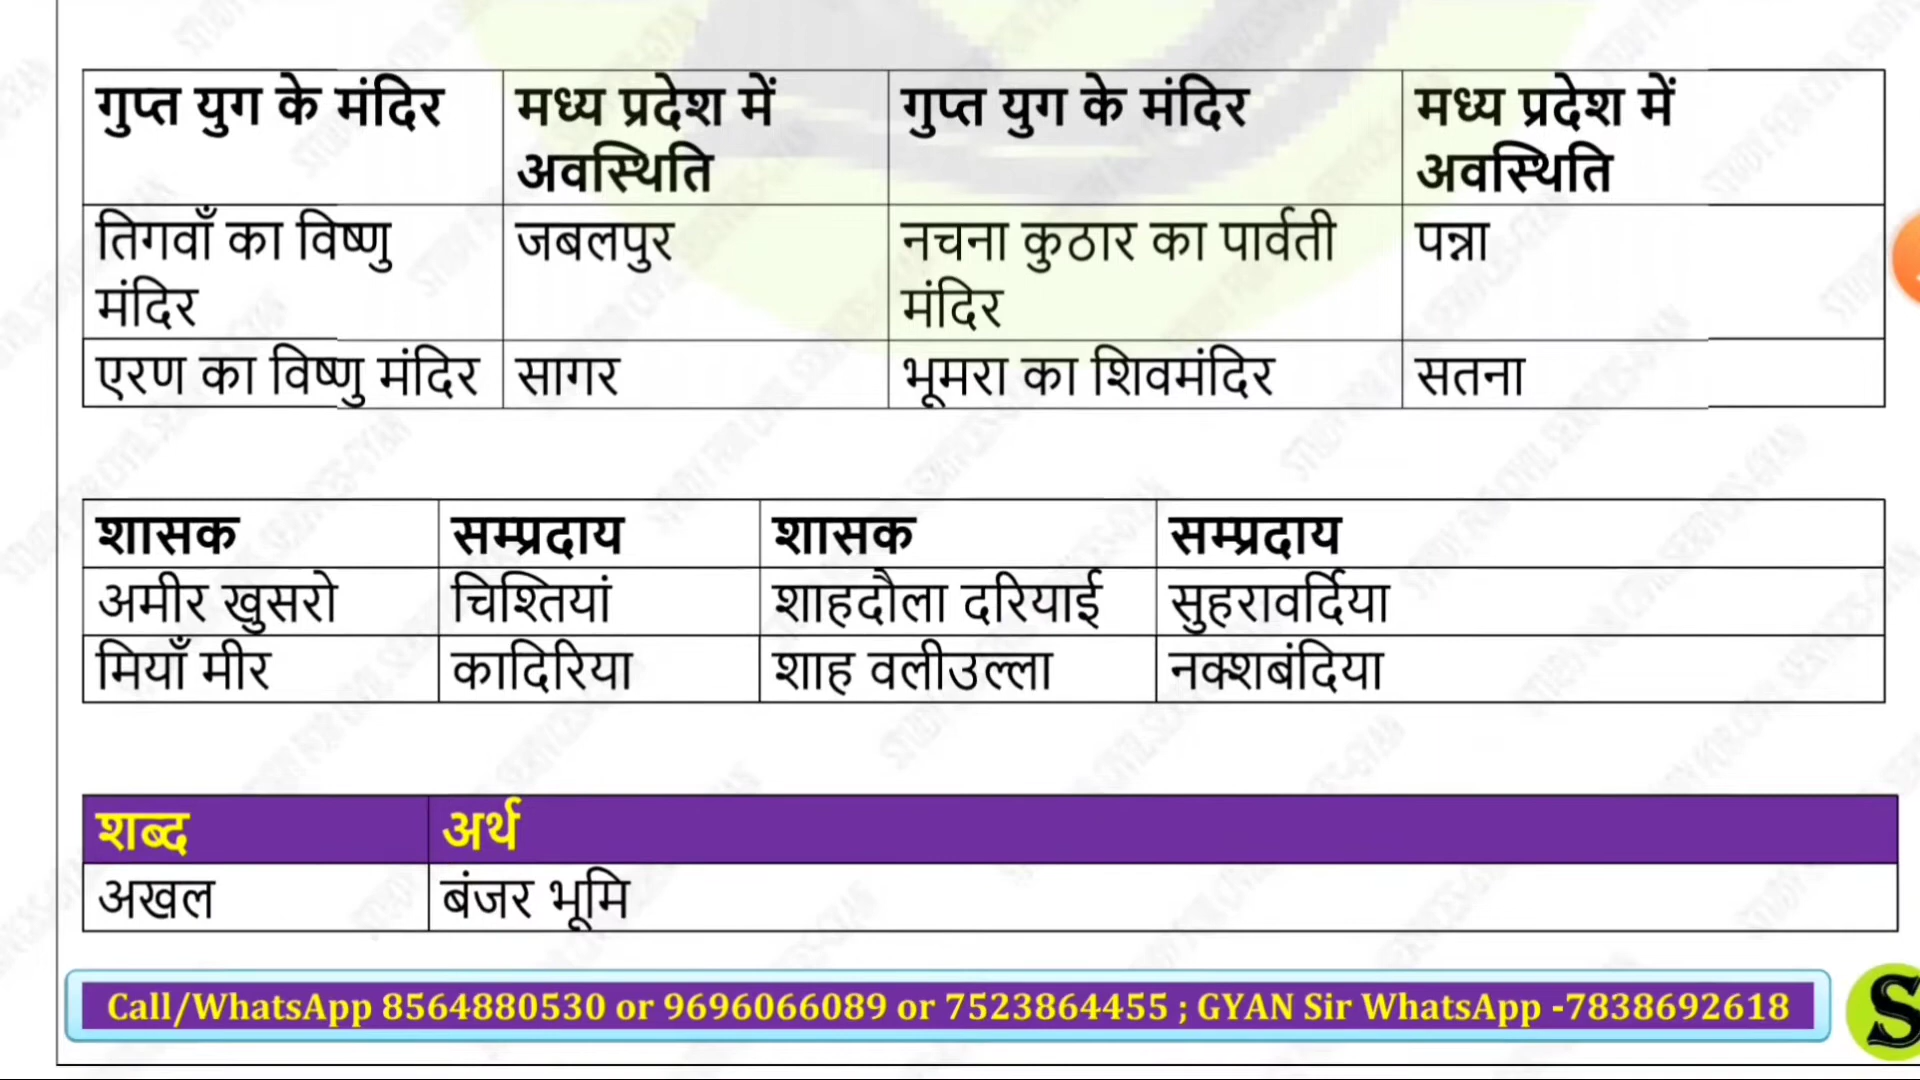 गुप्त युग के मंदिर मध्य प्रदेश में अवस्थिति गुप्त युग के मंदिर मध्य प्रदेश में अवस्थिति
तिगवाँ का विष्णु मंदिर जबलपुर नचना कुठार का पार्वती मंदिर पन्ना
एरण का विष्णु मंदिर सागर भूमरा का शिवमंदिर सतना
शासक सम्प्रदाय शासक सम्प्रदाय
अमीर खुसरो चिश्तियां शाहदौला दरियाई सुहरावर्दिया
मियाँ मीर कादिरिया शाह वलीउल्ला नक्शबंदिया
शब्द अर्थ
अखल बंजर भूमि
Call/WhatsApp 8564880530 or 9696066089 or 7523864455 ; GYAN Sir WhatsApp -7838692618
S